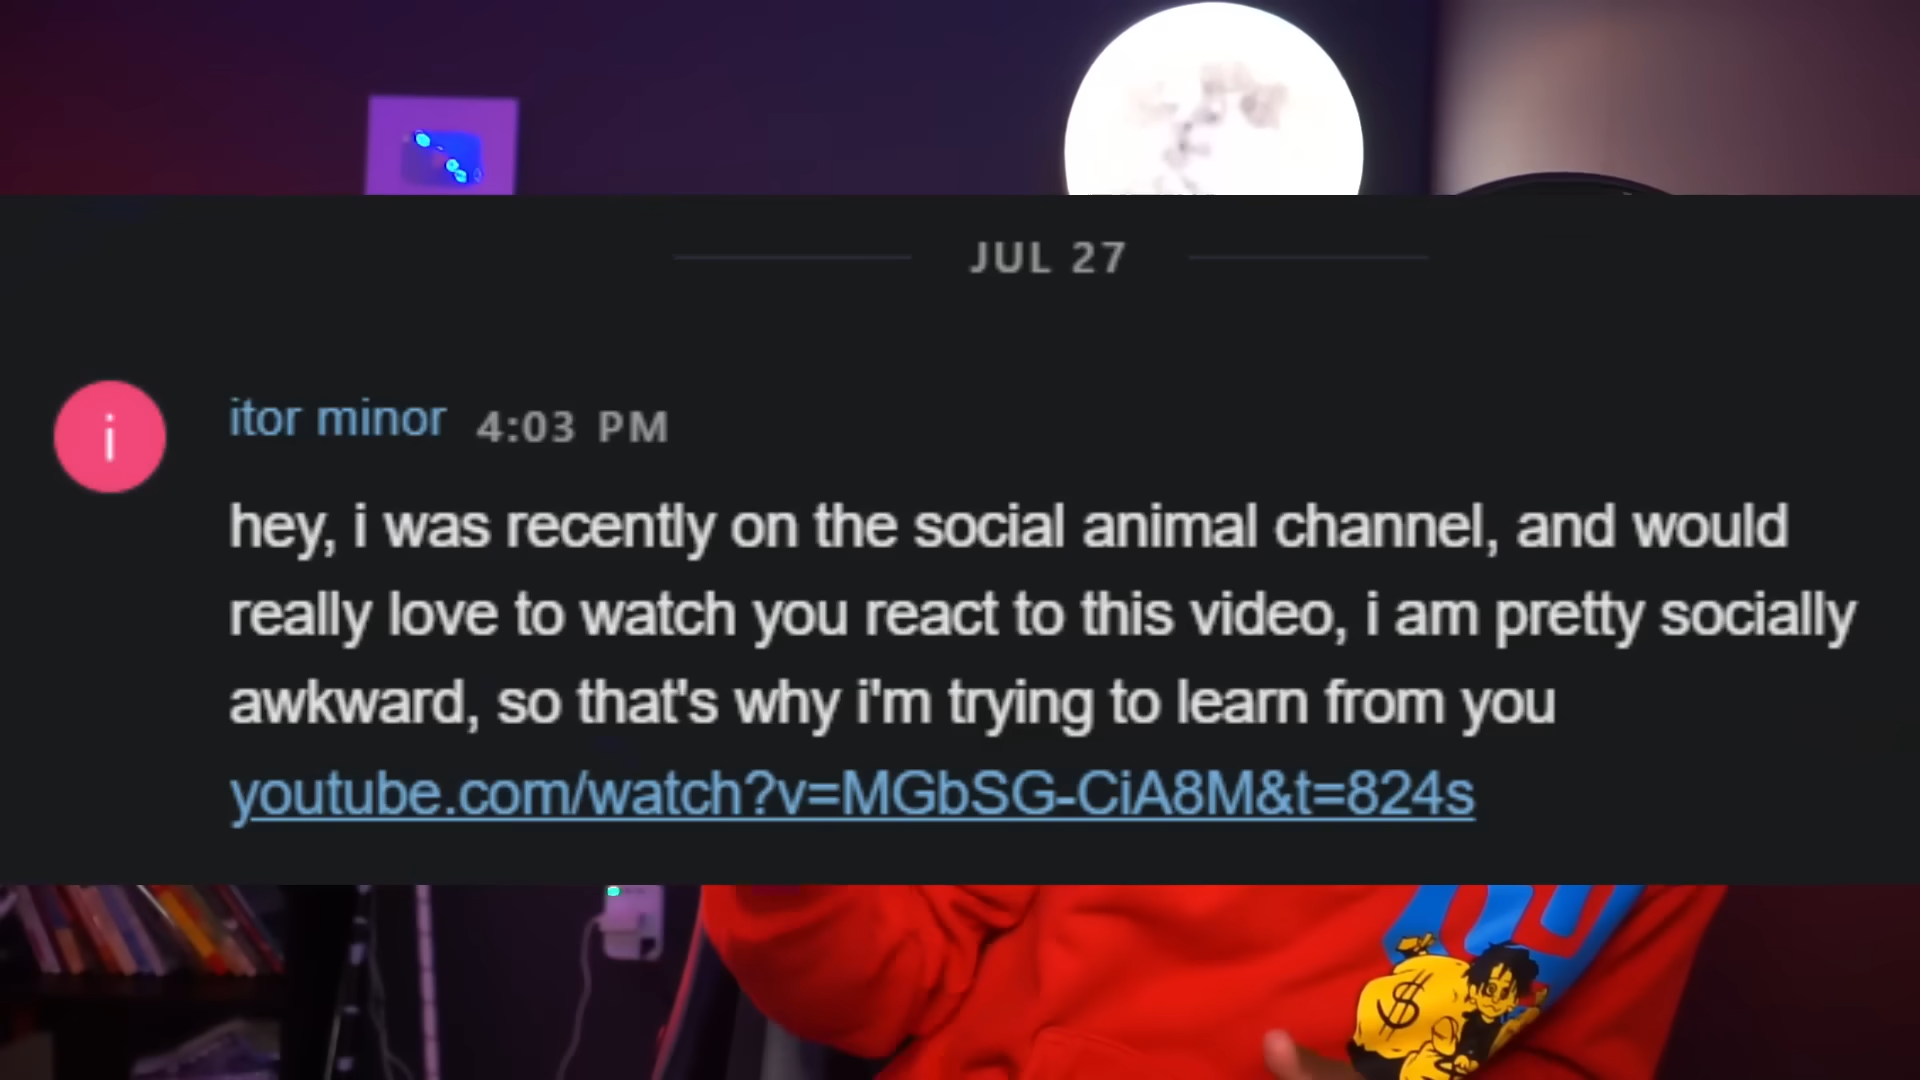 JUL 27
i
itor minor 4:03 PM
hey, i was recently on the social animal channel, and would
really love to watch you react to this video, i am pretty socially
awkward, so that's why i'm trying to learn from you
youtube.com/watch?v=MGbSG-CiA8M&t=824s
$